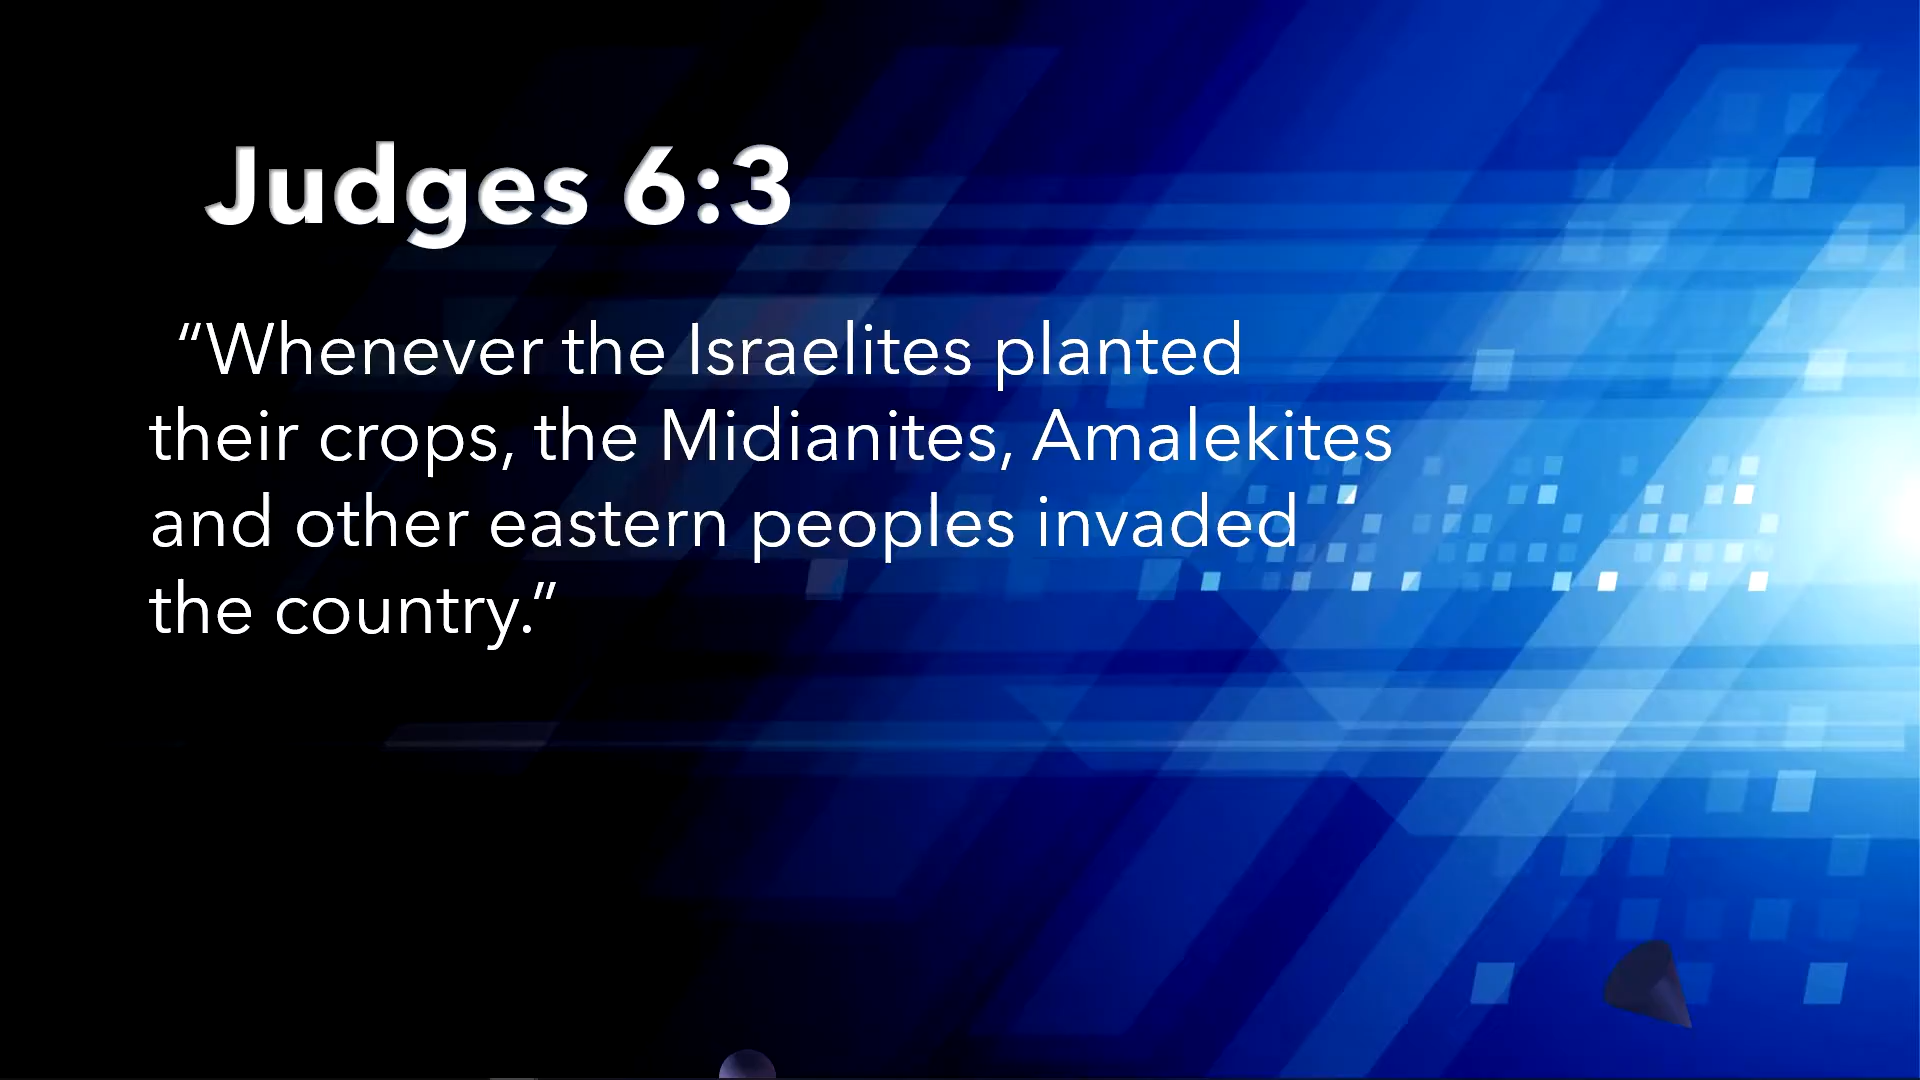 Judges 6:3
“Whenever the Israelites planted
their crops, the Midianites, Amalekites
and other eastern peoples invaded
the country.”